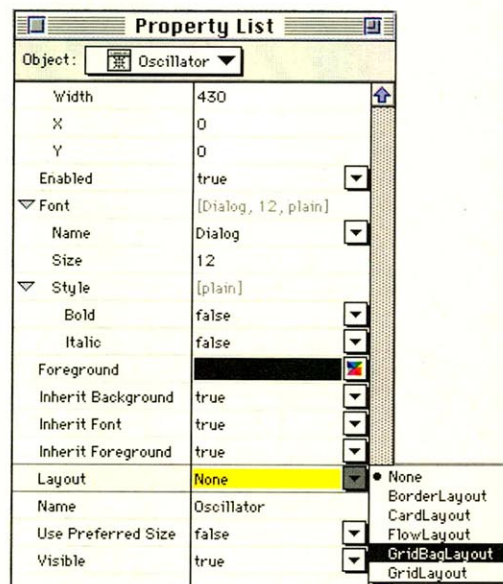 Property List
Object: Oscillator
Width 430
X 0
Y 0
Enabled true
Font [Dialog, 12, plain]
Name Dialog
Size 12
Style [plain]
Bold false
Italic false
Foreground
Inherit Background true
Inherit Font true
Inherit Foreground true
Layout None
Name Oscillator
Use Preferred Size false
Visible true
None
BorderLayout
CardLayout
FlowLayout
GridBagLayout
GridLayout